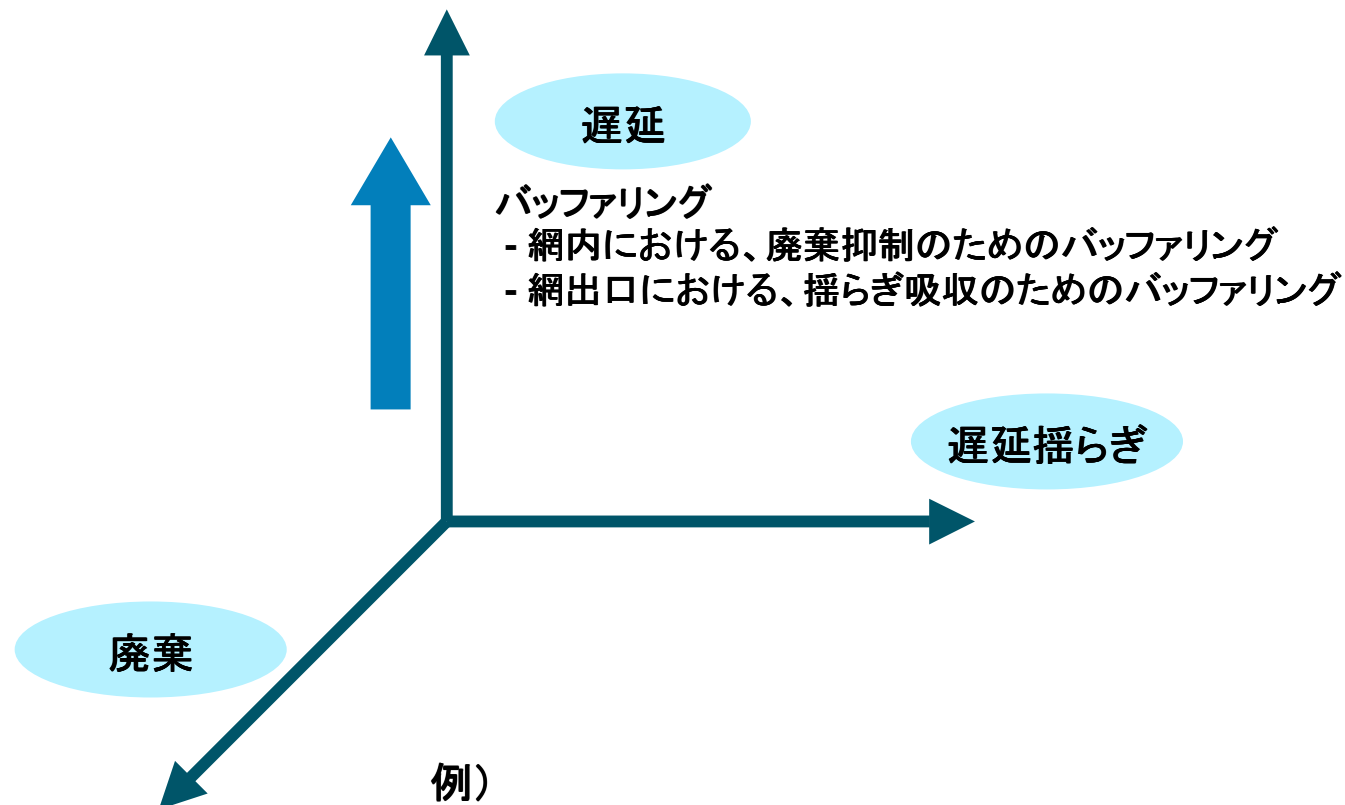 遅延
バッファリング
- 網内における、廃棄抑制のためのバッファリング
- 網出口における、揺らぎ吸収のためのバッファリング
遅延揺らぎ
廃棄
例）